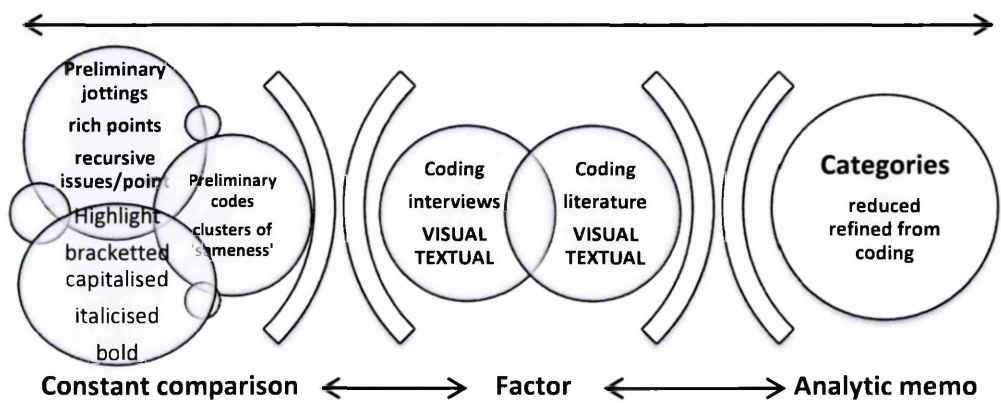 Preliminary
jottings
rich points
recursive
issues/poin
Highlight
bracketted
capitalised
italicised
bold
Preliminary
codes
clusters of
'sameness'
Coding
interviews
VISUAL
TEXTUAL
Coding
literature
VISUAL
TEXTUAL
Categories
reduced
refined from
coding
Constant comparison
Factor
Analytic memo